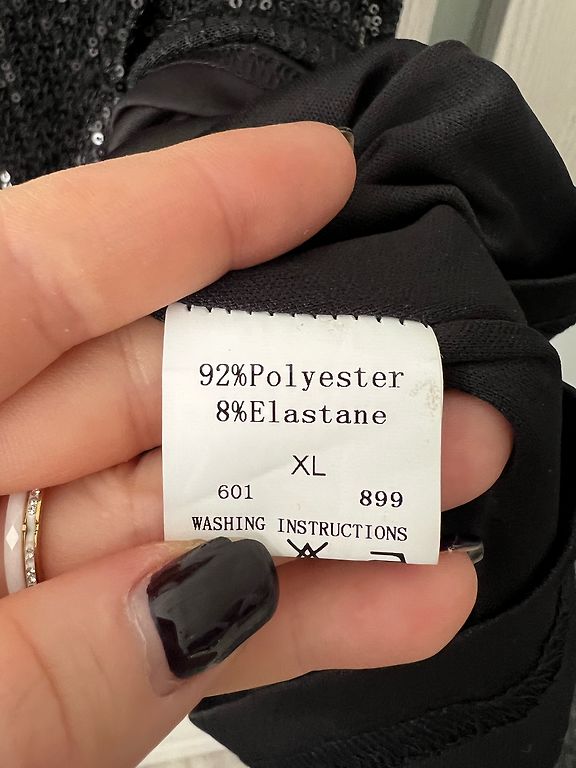 92%Polyester
8%Elastane
XL
601 899
WASHING INSTRUCTIONS